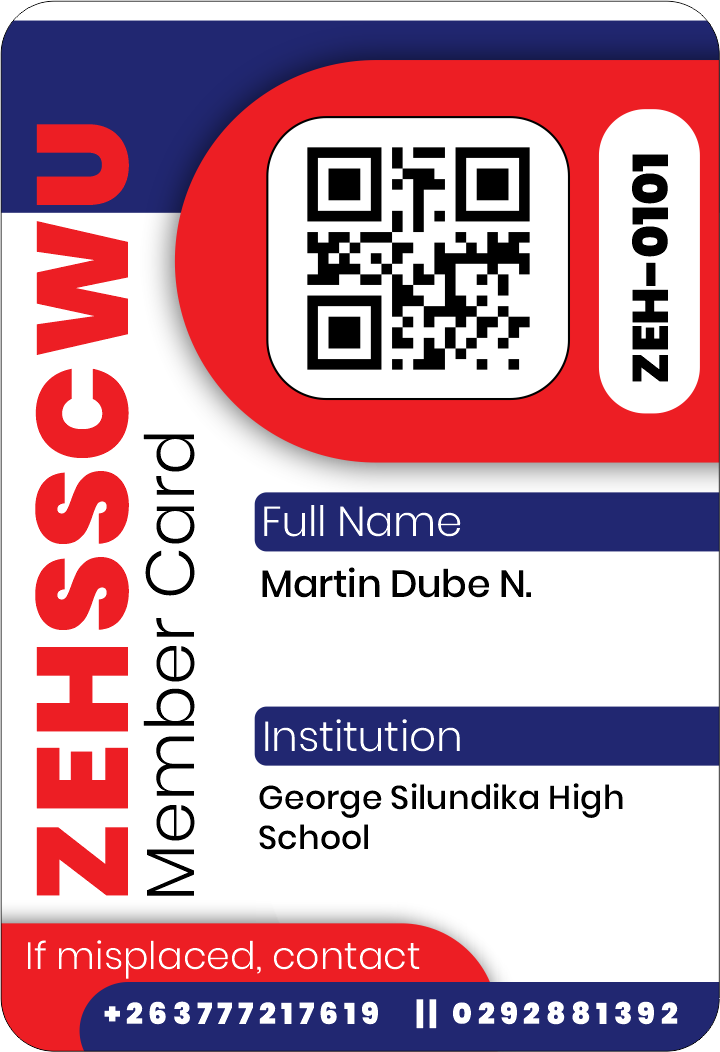 ZEHSSCWU
Member Card
ZEH-0101
Full Name
Martin Dube N.
Institution
George Silundika High
School
If misplaced, contact
+263777217619 || 0292881392